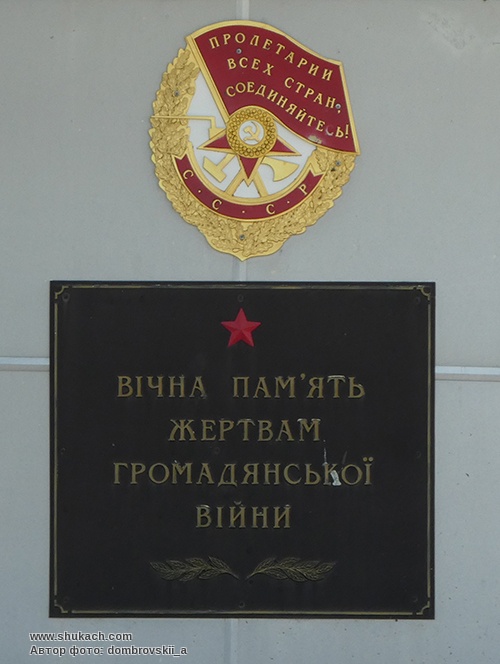 ПРОЛЕТАРИИ
ВСЕХ СТРАН,
СОЕДИНЯЙТЕСЬ!
С·С·С·Р
ВІЧНА ПАМ'ЯТЬ
ЖЕРТВАМ
ГРОМАДЯНСЬКОЇ
ВІЙНИ
www.shukach.com
Автор фото: dombrovskii_a